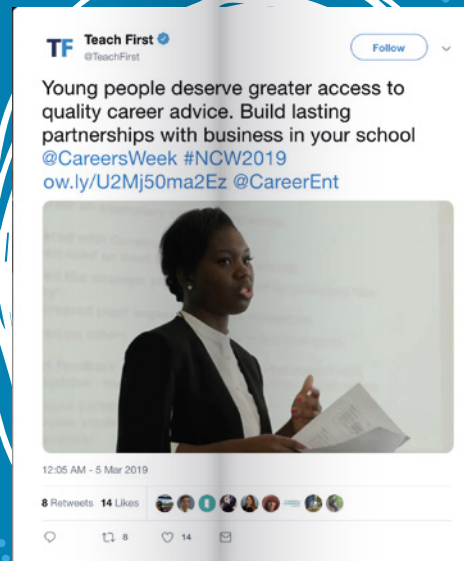 TF Teach First
@TeachFirst
Follow
Young people deserve greater access to
quality career advice. Build lasting
partnerships with business in your school
@CareersWeek #NCW2019
ow.ly/U2Mj50ma2Ez @CareerEnt
12:05 AM - 5 Mar 2019
8 Retweets 14 Likes
8 14